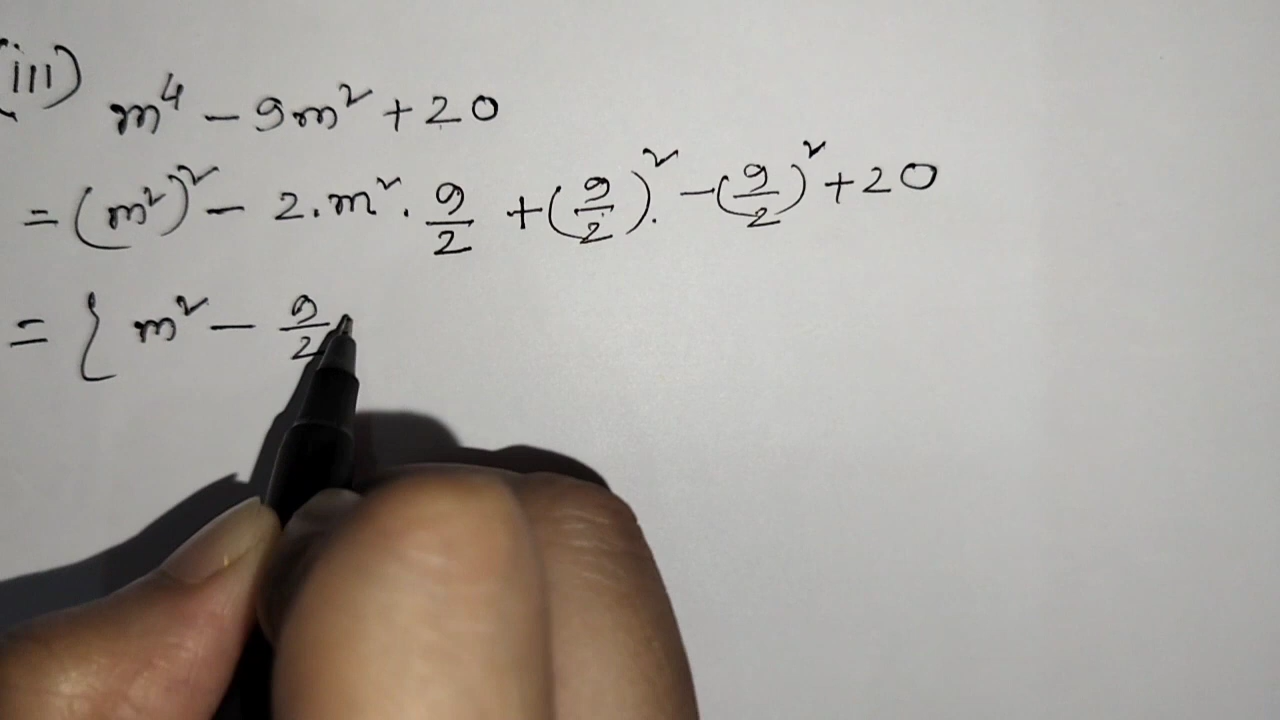 (iii) m⁴ - 9m² + 20
= (m²)² - 2.m². 9/2 + (9/2)² - (9/2)² + 20
= { m² - 9/2